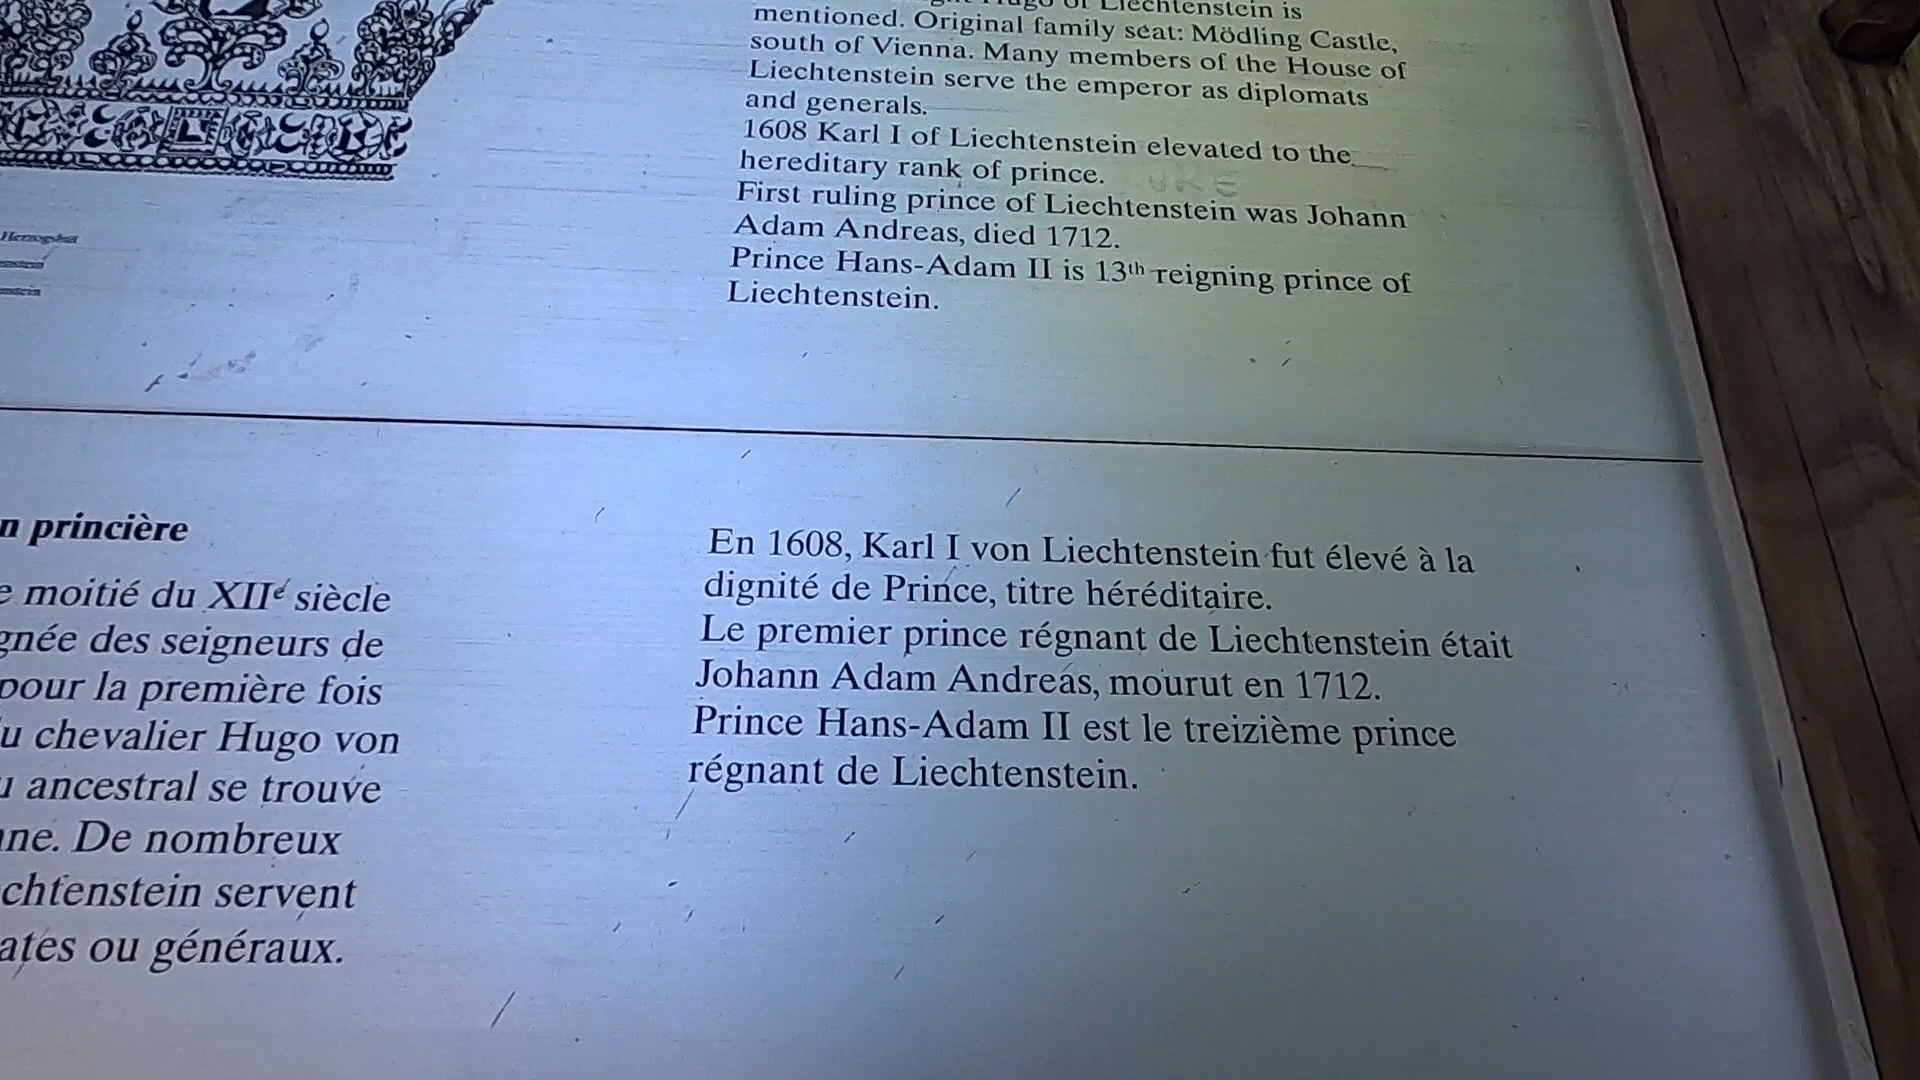 Liechtenstein is
mentioned. Original family seat: Mödling Castle,
south of Vienna. Many members of the House of
Liechtenstein serve the emperor as diplomats
and generals.
1608 Karl I of Liechtenstein elevated to the
hereditary rank of prince.
First ruling prince of Liechtenstein was Johann
Adam Andreas, died 1712.
Prince Hans-Adam II is 13th reigning prince of
Liechtenstein.
n princière
e moitié du XIIe siècle
gnée des seigneurs de
pour la première fois
u chevalier Hugo von
u ancestral se trouve
nne. De nombreux
chtenstein servent
ates ou généraux.
En 1608, Karl I von Liechtenstein fut élevé à la
dignité de Prince, titre héréditaire.
Le premier prince régnant de Liechtenstein était
Johann Adam Andreas, mourut en 1712.
Prince Hans-Adam II est le treizième prince
régnant de Liechtenstein.